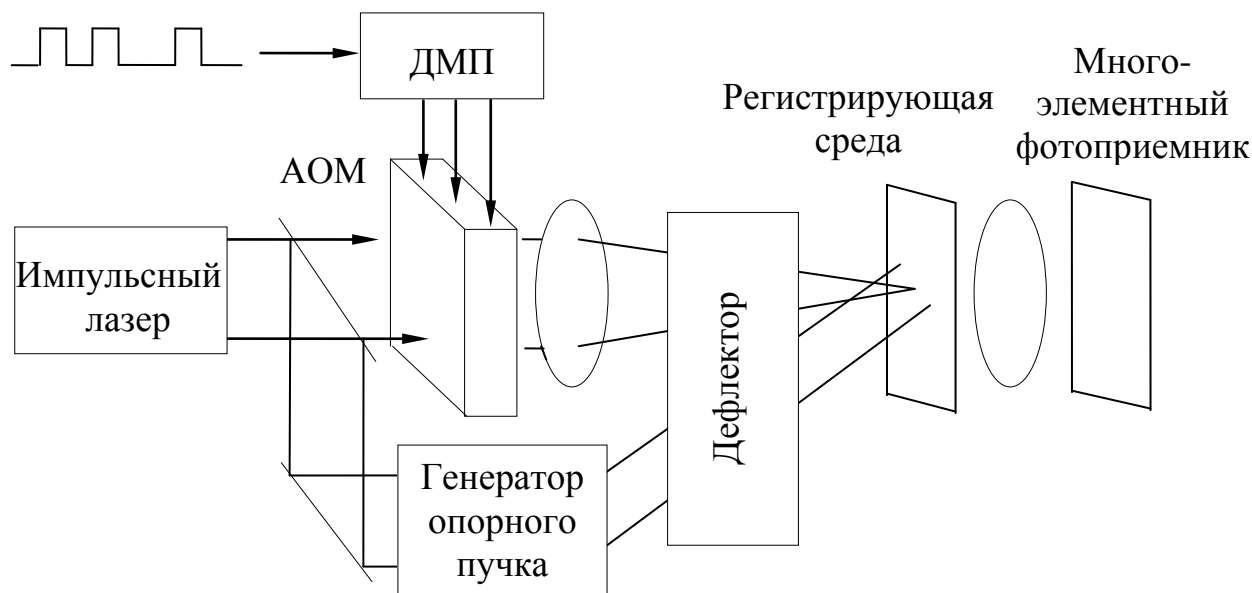 ДМП
Много-
элементный
фотоприемник
Регистрирующая
среда
АОМ
Импульсный
лазер
Дефлектор
Генератор
опорного
пучка